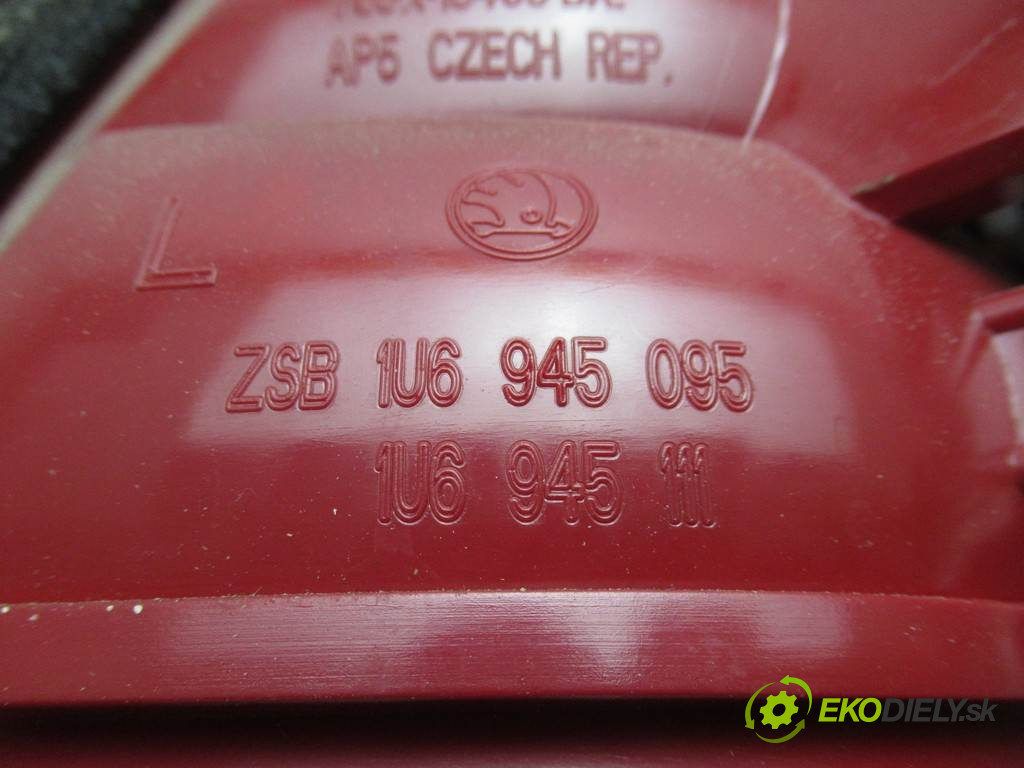 AP5 CZECH REP.
L
ZSB 1U6 945 095
1U6 945 111
EKODIELY.sk